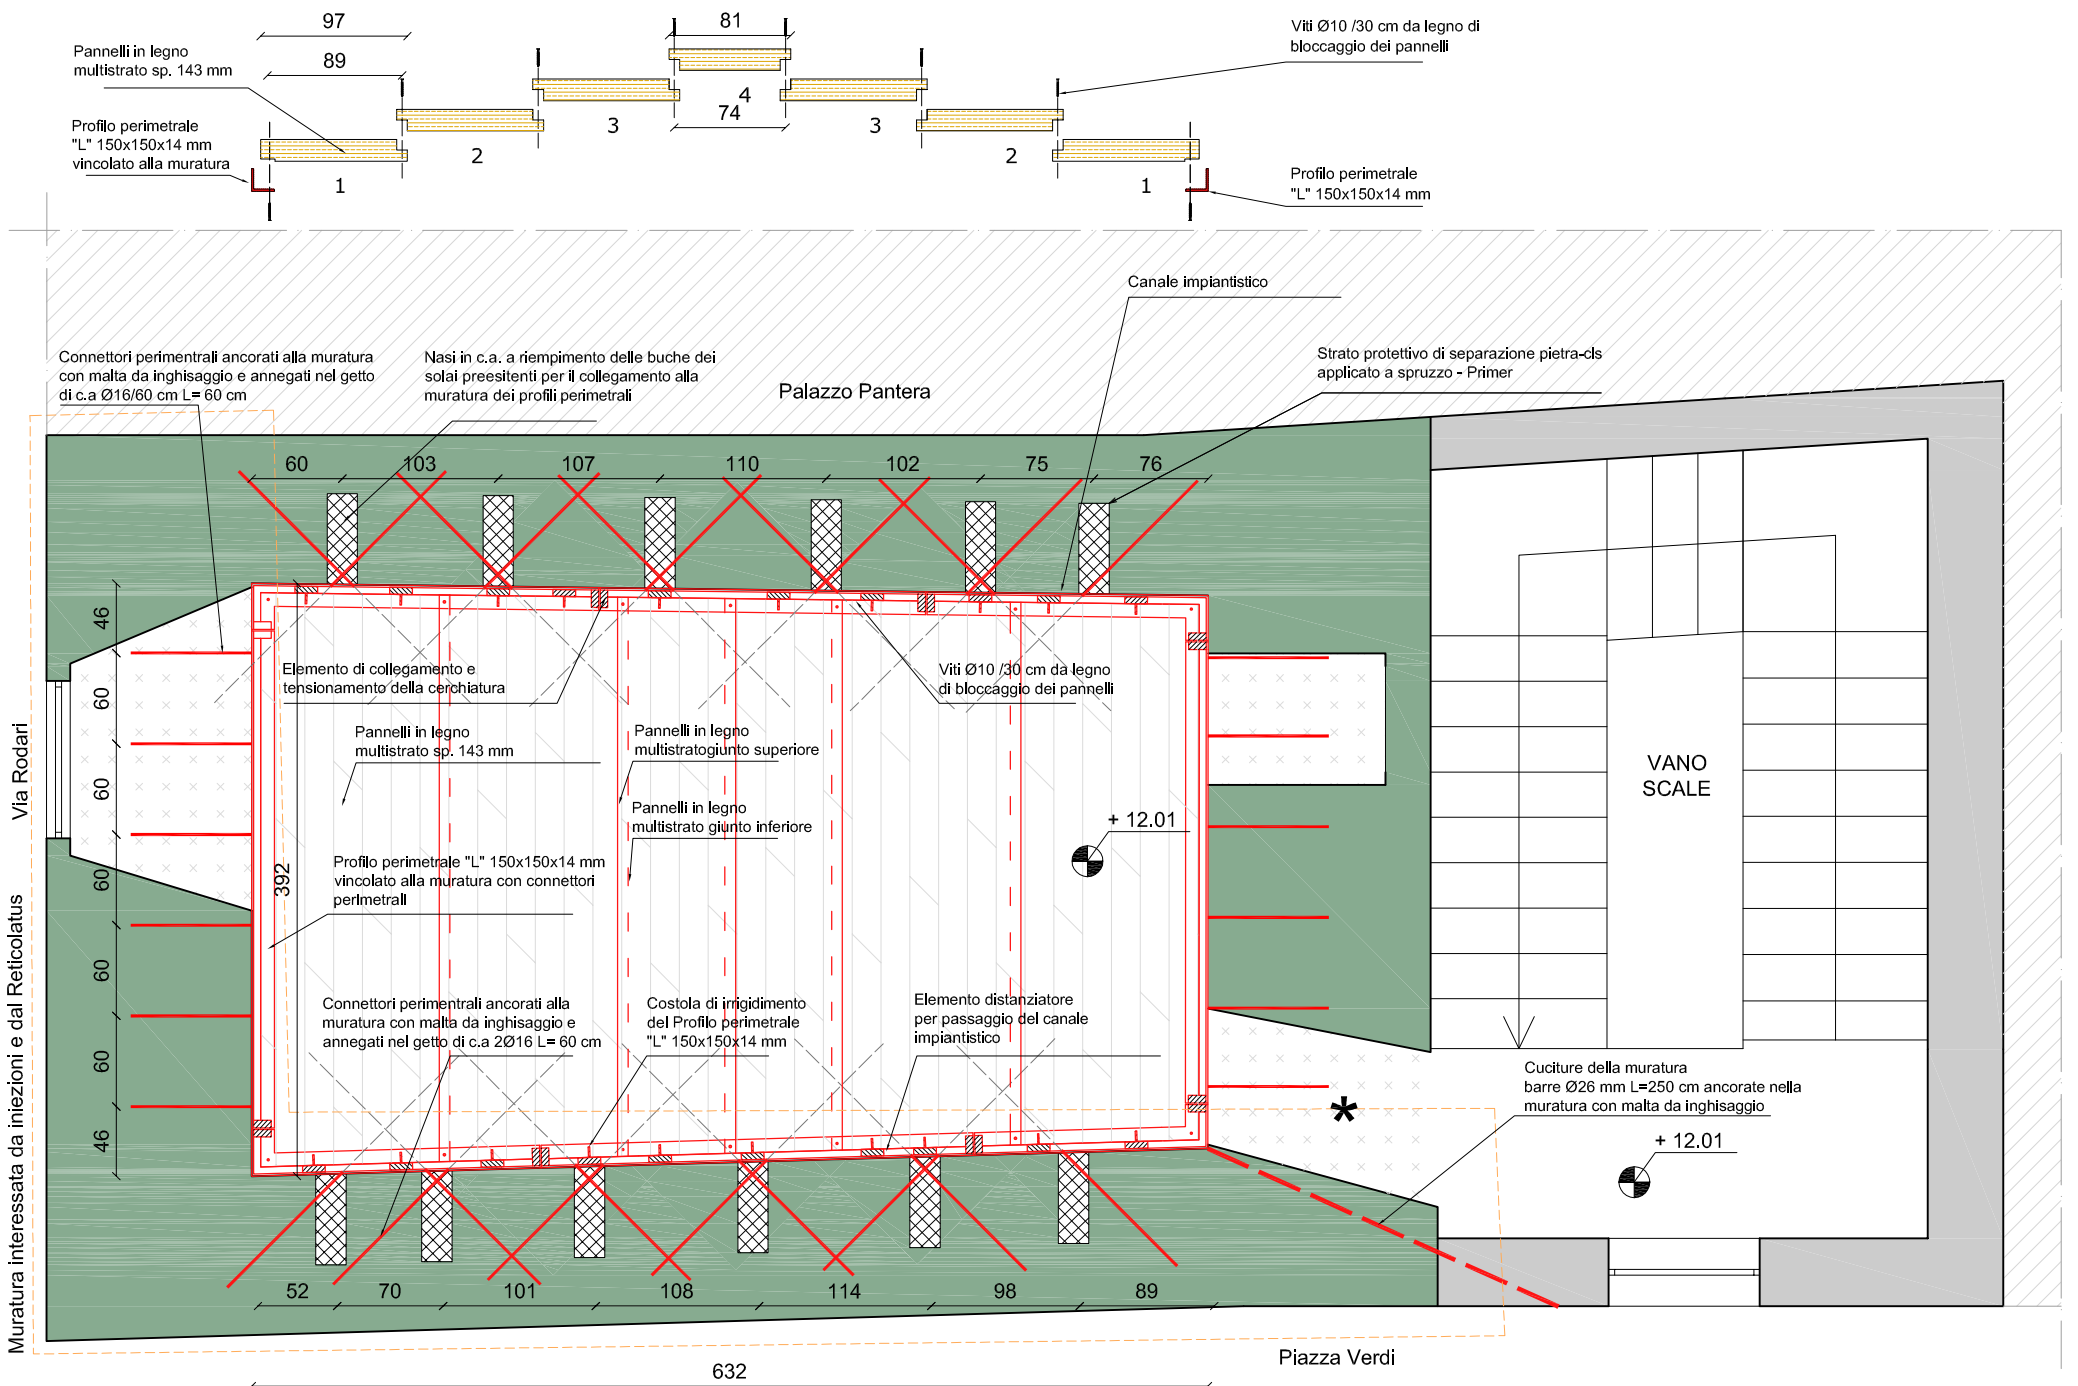 97
89
81
74
Pannelli in legno
multistrato sp. 143 mm
Profilo perimetrale
"L" 150x150x14 mm
vincolato alla muratura
1
2
3
4
3
2
1
Viti Ø10 /30 cm da legno di
bloccaggio dei pannelli
Profilo perimetrale
"L" 150x150x14 mm
Canale impiantistico
Connettori perimentrali ancorati alla muratura
con malta da inghisaggio e annegati nel getto
di c.a Ø16/60 cm L= 60 cm
Nasi in c.a. a riempimento delle buche dei
solai preesitenti per il collegamento alla
muratura dei profili perimetrali
Palazzo Pantera
Strato protettivo di separazione pietra-cls
applicato a spruzzo - Primer
60
103
107
110
102
75
76
46
60
60
60
60
60
46
392
Elemento di collegamento e
tensionamento della cerchiatura
Viti Ø10 /30 cm da legno
di bloccaggio dei pannelli
Pannelli in legno
multistrato sp. 143 mm
Pannelli in legno
multistratogiunto superiore
Pannelli in legno
multistrato giunto inferiore
+ 12.01
VANO
SCALE
Profilo perimetrale "L" 150x150x14 mm
vincolato alla muratura con connettori
perimetrali
Connettori perimentrali ancorati alla
muratura con malta da inghisaggio e
annegati nel getto di c.a 2Ø16 L= 60 cm
Costola di irrigidimento
del Profilo perimetrale
"L" 150x150x14 mm
Elemento distanziatore
per passaggio del canale
impiantistico
Cuciture della muratura
barre Ø26 mm L=250 cm ancorate nella
muratura con malta da inghisaggio
*
+ 12.01
52
70
101
108
114
98
89
632
Piazza Verdi
Via Rodari
Muratura interessata da iniezioni e dal Reticolatus